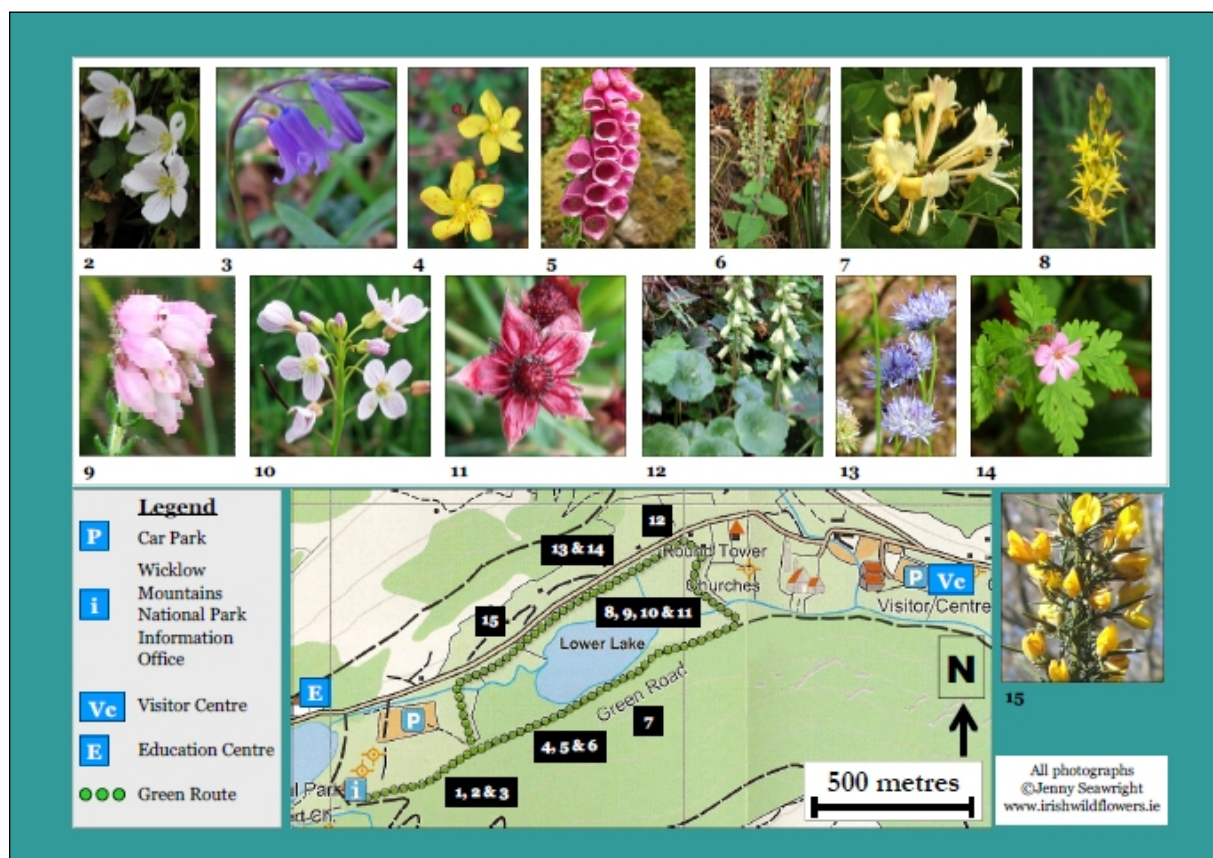 2
3
4
5
6
7
8
9
10
11
12
13
14
Legend
P
Car Park
i
Wicklow
Mountains
National Park
Information
Office
Vc
Visitor Centre
E
Education Centre
Green Route
12
13 & 14
Round Tower
Churches
P
Vc
Visitor/Centre
8, 9, 10 & 11
15
Lower Lake
E
P
Green Road
7
4, 5 & 6
1, 2 & 3
i
N
500 metres
15
All photographs
©Jenny Seawright
www.irishwildflowers.ie